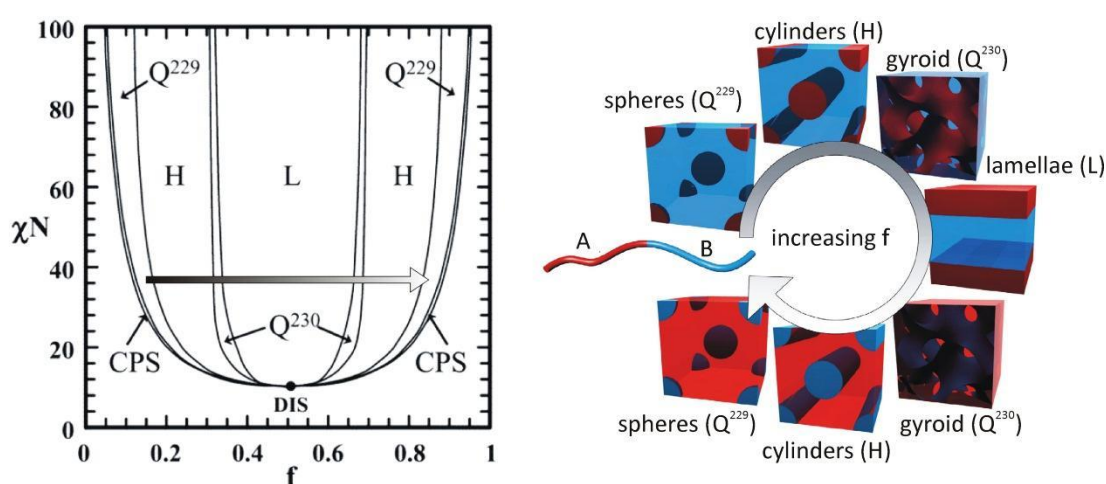 100
80
60
40
20
0
χN
Q²²⁹
Q²²⁹
H
L
H
Q²³⁰
CPS
CPS
DIS
0
0.2
0.4
0.6
0.8
1
f
cylinders (H)
gyroid (Q²³⁰)
spheres (Q²²⁹)
lamellae (L)
A
B
increasing f
spheres (Q²²⁹)
cylinders (H)
gyroid (Q²³⁰)